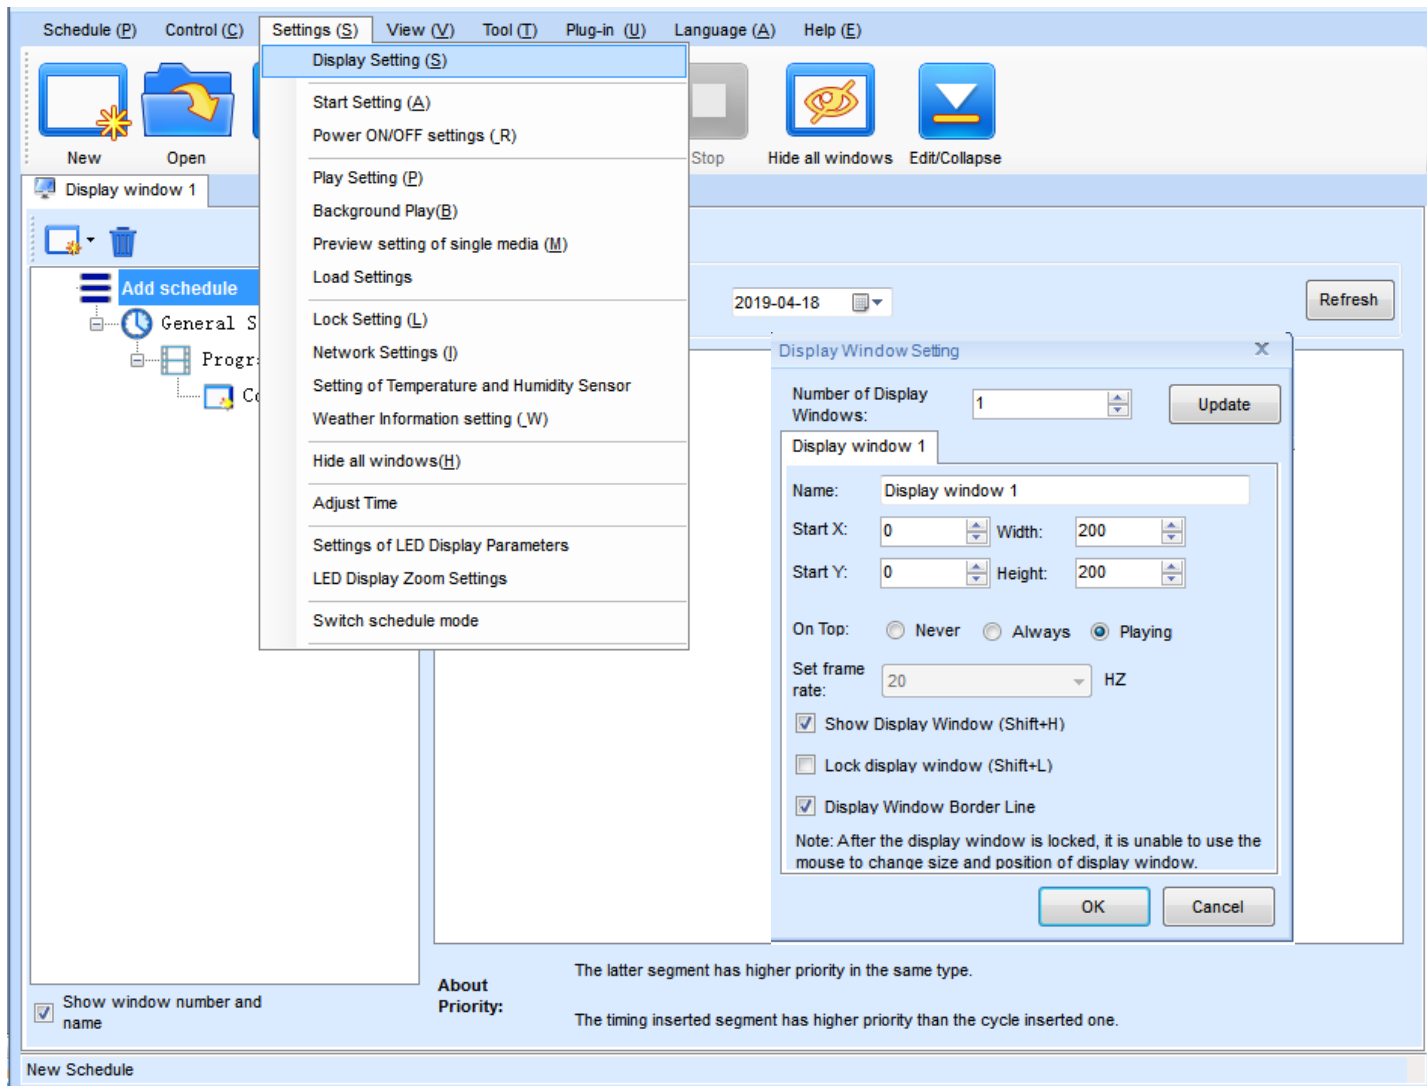 Schedule (P) Control (C) Settings (S) View (V) Tool (T) Plug-in (U) Language (A) Help (E)
Display Setting (S)
Start Setting (A)
Power ON/OFF settings (_R)
Play Setting (P)
Background Play(B)
Preview setting of single media (M)
Load Settings
Lock Setting (L)
Network Settings (I)
Setting of Temperature and Humidity Sensor
Weather Information setting (_W)
Hide all windows(H)
Adjust Time
Settings of LED Display Parameters
LED Display Zoom Settings
Switch schedule mode
New Open Stop Hide all windows Edit/Collapse
Display window 1
Add schedule
General S
Progr
Co
2019-04-18 Refresh
Display Window Setting
Number of Display
Windows: 1 Update
Display window 1
Name: Display window 1
Start X: 0 Width: 200
Start Y: 0 Height: 200
On Top: Never Always Playing
Set frame
rate: 20 HZ
Show Display Window (Shift+H)
Lock display window (Shift+L)
Display Window Border Line
Note: After the display window is locked, it is unable to use the
mouse to change size and position of display window.
OK Cancel
Show window number and
name
About
Priority:
The latter segment has higher priority in the same type.
The timing inserted segment has higher priority than the cycle inserted one.
New Schedule